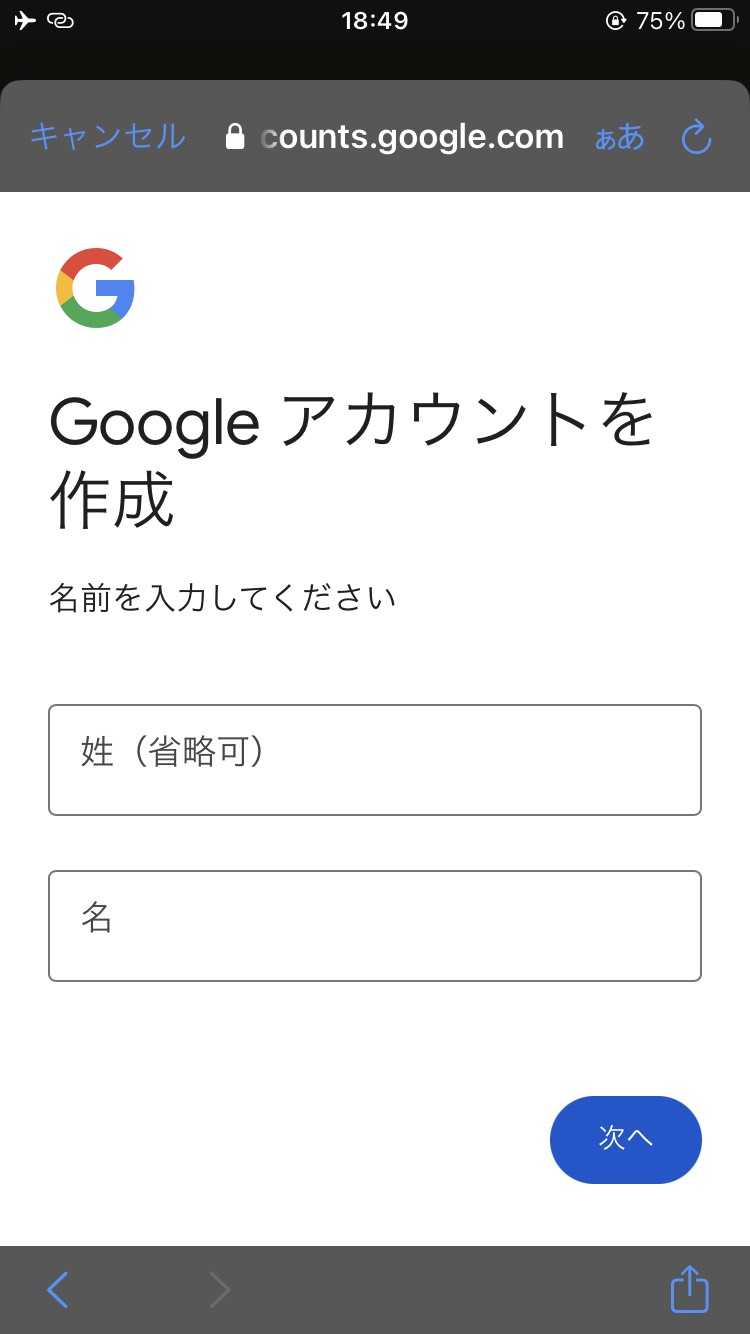 18:49
75%
キャンセル
counts.google.com
ぁあ
Google アカウントを
作成
名前を入力してください
姓（省略可）
名
次へ